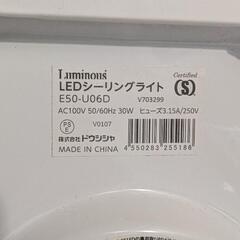 Luminous
Certified
LEDシーリングライト
S
E50-U06D
V703299
AC100V 50/60Hz 30W ヒューズ3.15A/250V
PS
E
V0107
株式会社ドウシシャ
MADE IN CHINA
4 550283 255186